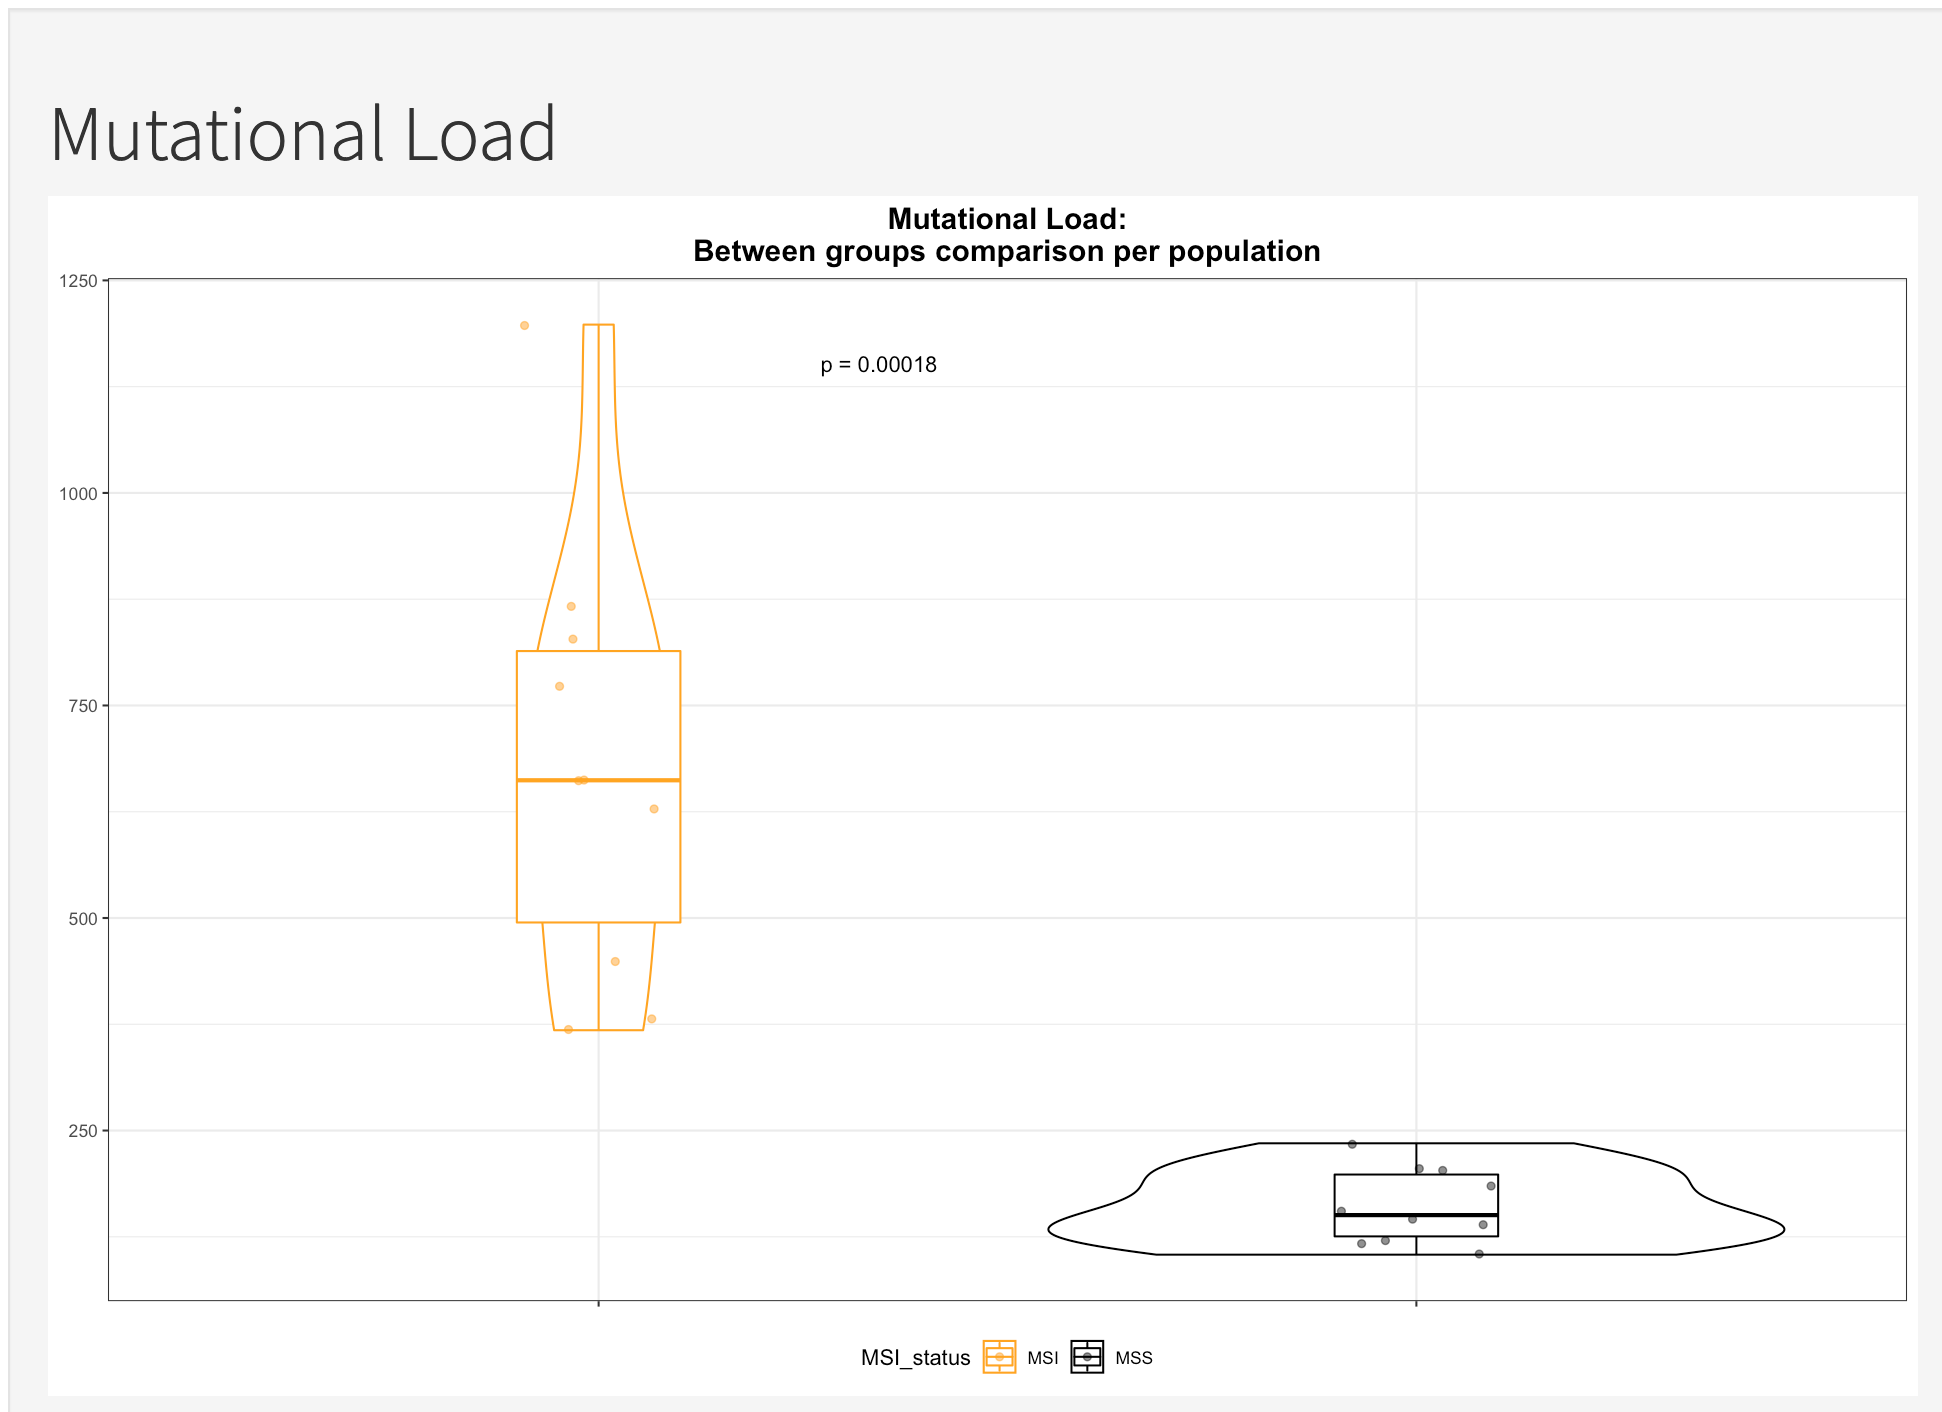 Mutational Load
Mutational Load:
Between groups comparison per population
1250
p = 0.00018
1000
750
500
250
MSI_status MSI MSS